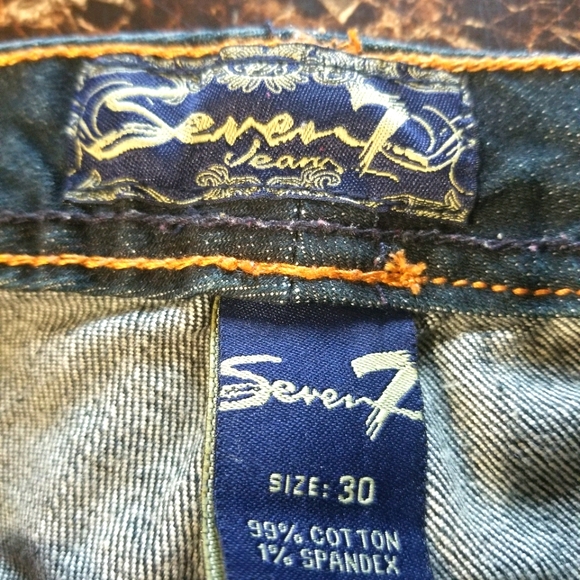 Seven7
Jeans
Seven7
SIZE: 30
99% COTTON
1% SPANDEX